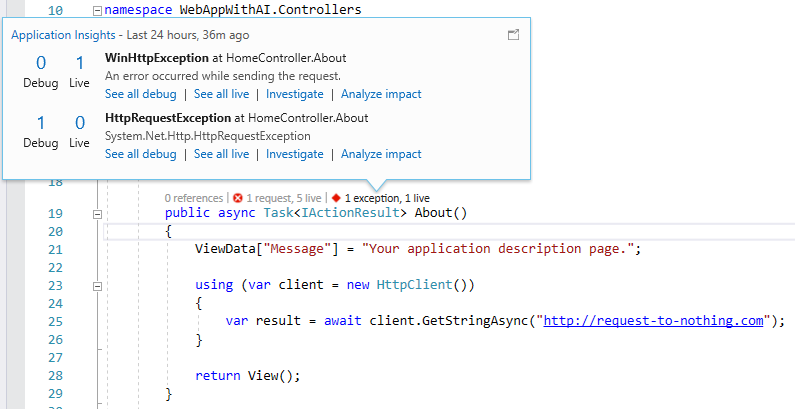 10 namespace WebAppWithAI.Controllers
Application Insights - Last 24 hours, 36m ago
0 1 WinHttpException at HomeController.About
Debug Live An error occurred while sending the request.
See all debug | See all live | Investigate | Analyze impact
1 0 HttpRequestException at HomeController.About
Debug Live System.Net.Http.HttpRequestException
See all debug | See all live | Investigate | Analyze impact
18
0 references | 1 request, 5 live | 1 exception, 1 live
19 public async Task<IActionResult> About()
20 {
21 ViewData["Message"] = "Your application description page.";
22
23 using (var client = new HttpClient())
24 {
25 var result = await client.GetStringAsync("http://request-to-nothing.com");
26 }
27
28 return View();
29 }